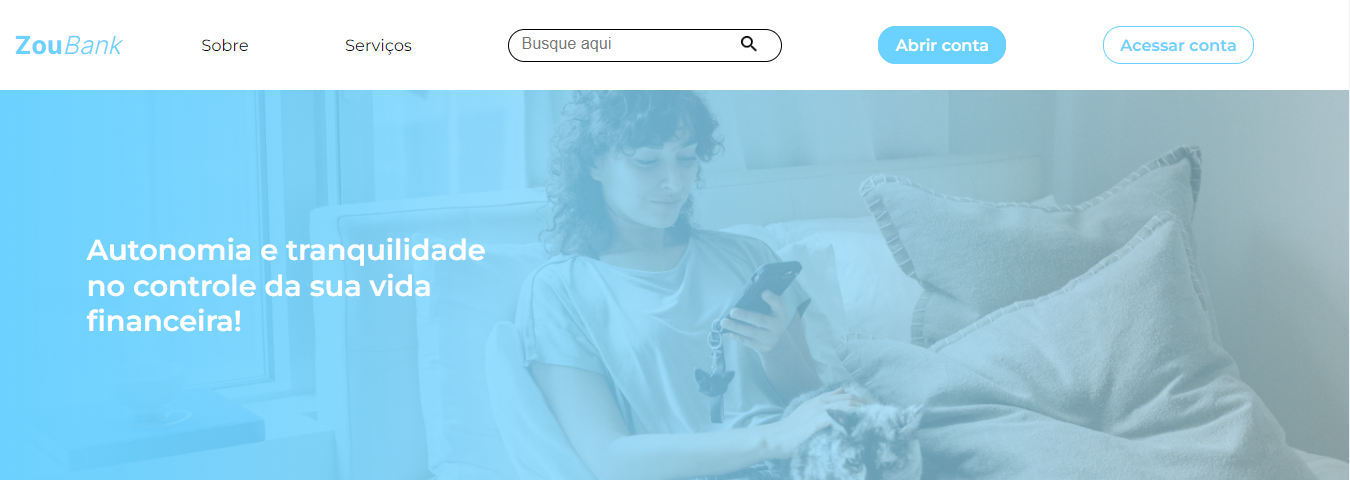 ZouBank
Sobre
Serviços
Busque aqui
Abrir conta
Acessar conta
Autonomia e tranquilidade
no controle da sua vida
financeira!